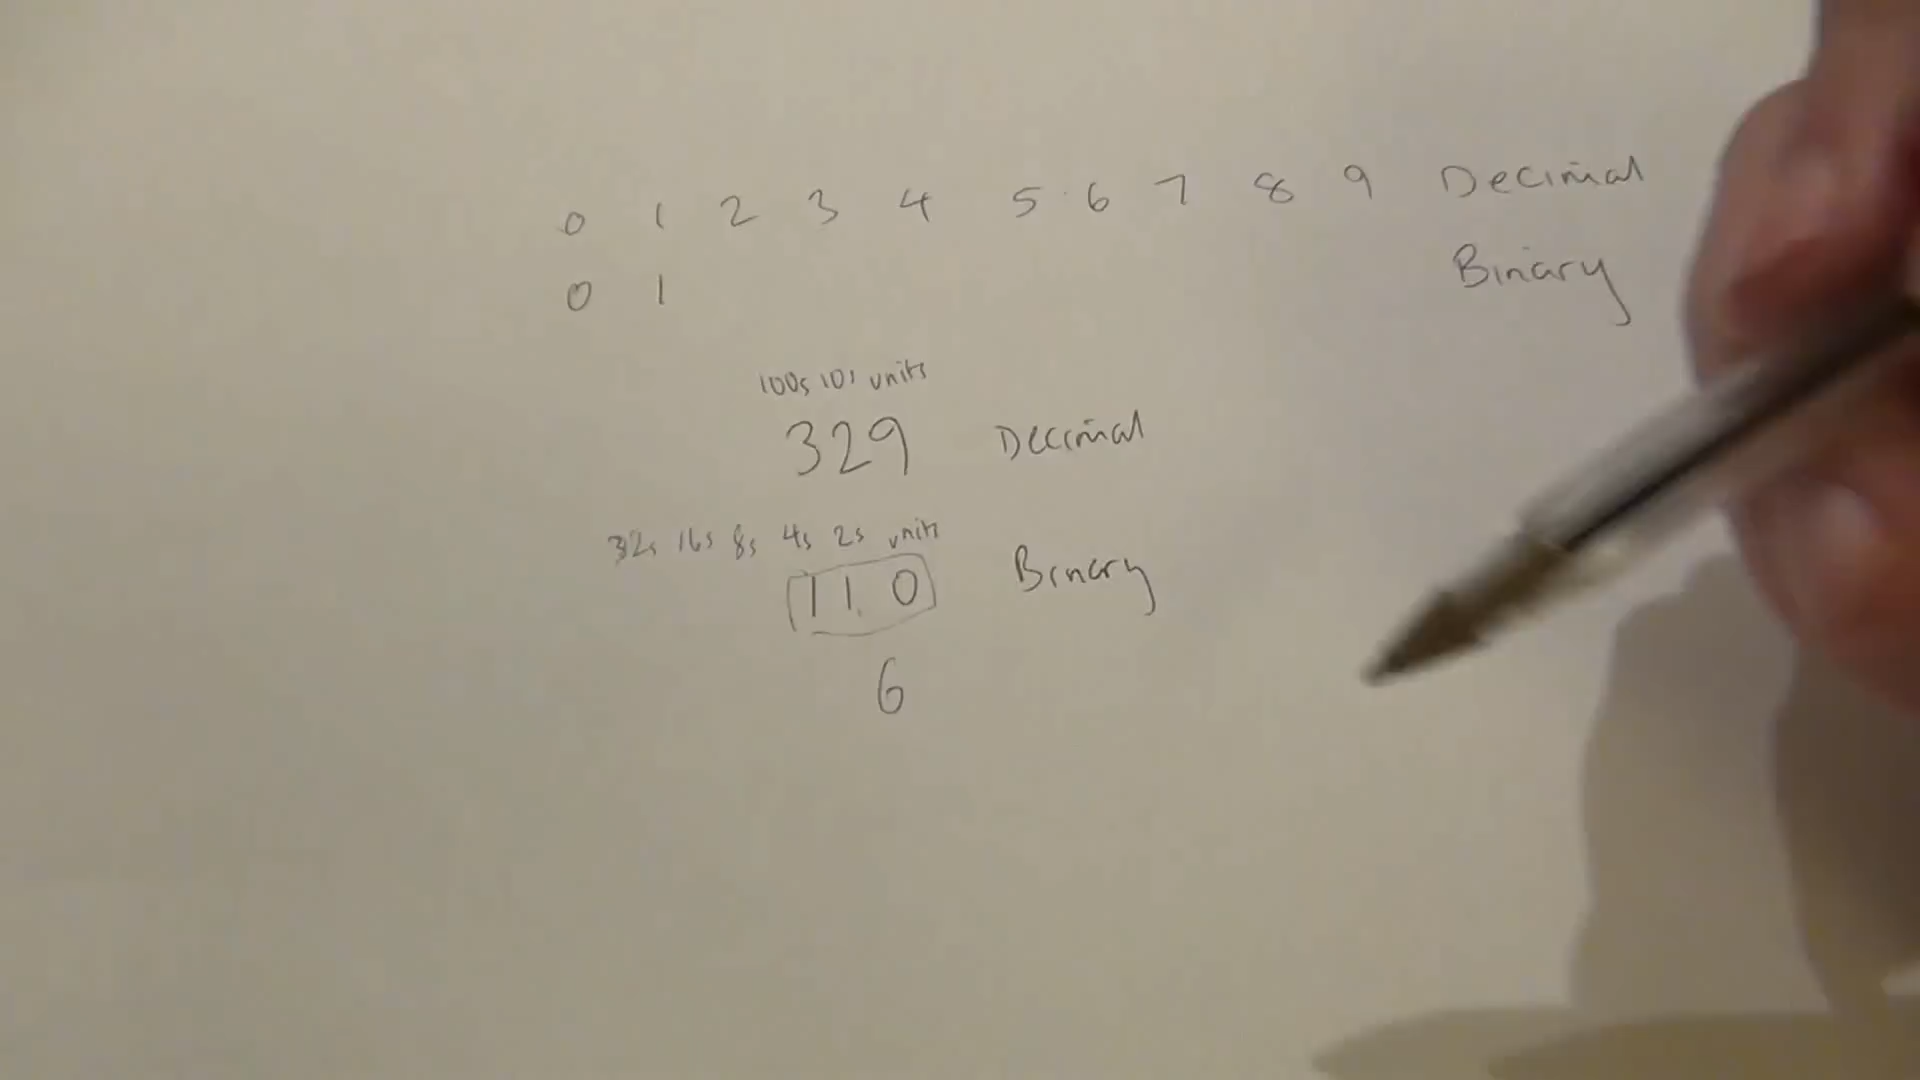 0 1 2 3 4 5 6 7 8 9 Decimal
0 1 Binary
100s 10s units
329 Decimal
32s 16s 8s 4s 2s units
110 Binary
6